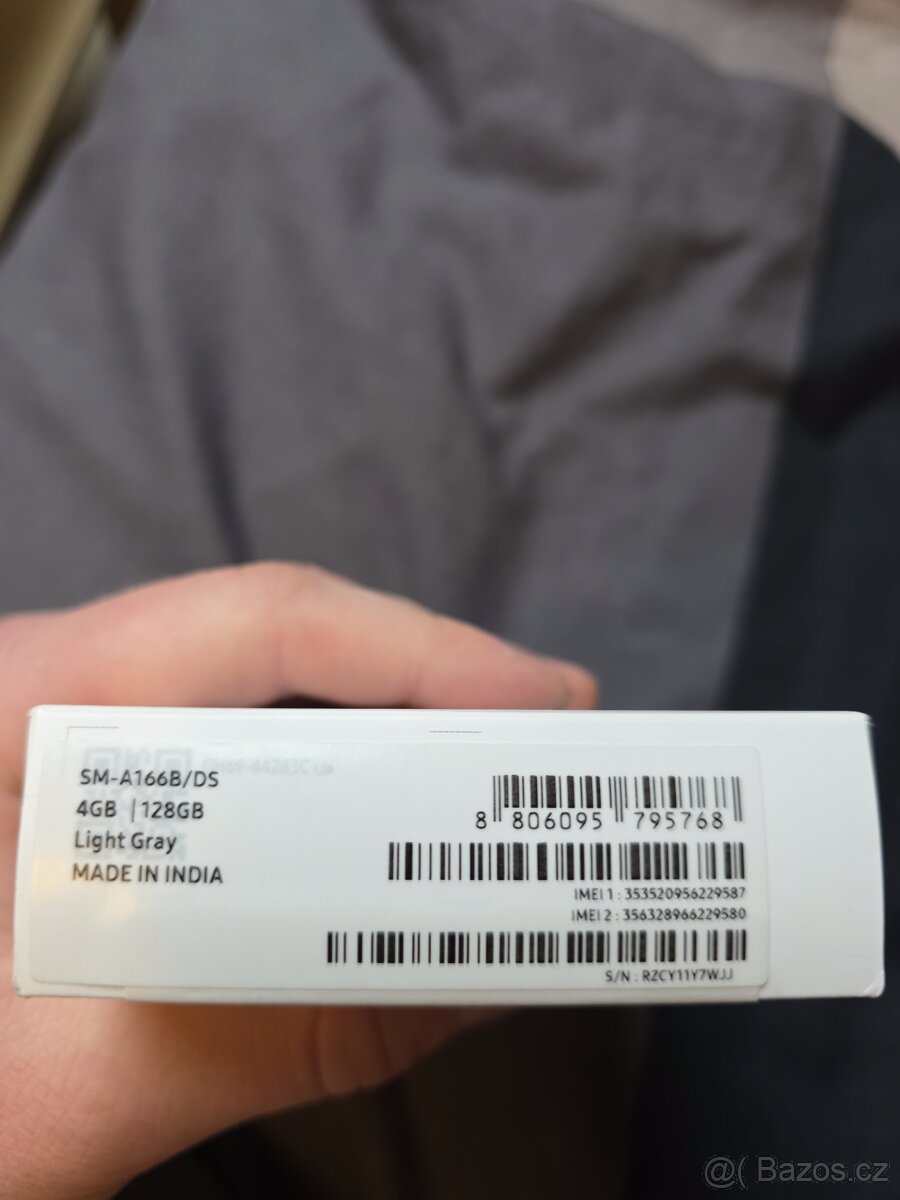 SM-A166B/DS
4GB | 128GB
Light Gray
MADE IN INDIA
8 806095 795768
IMEI 1 : 353520956229587
IMEI 2 : 356328966229580
S/N : RZCY11Y7WJJ
@( Bazos.cz